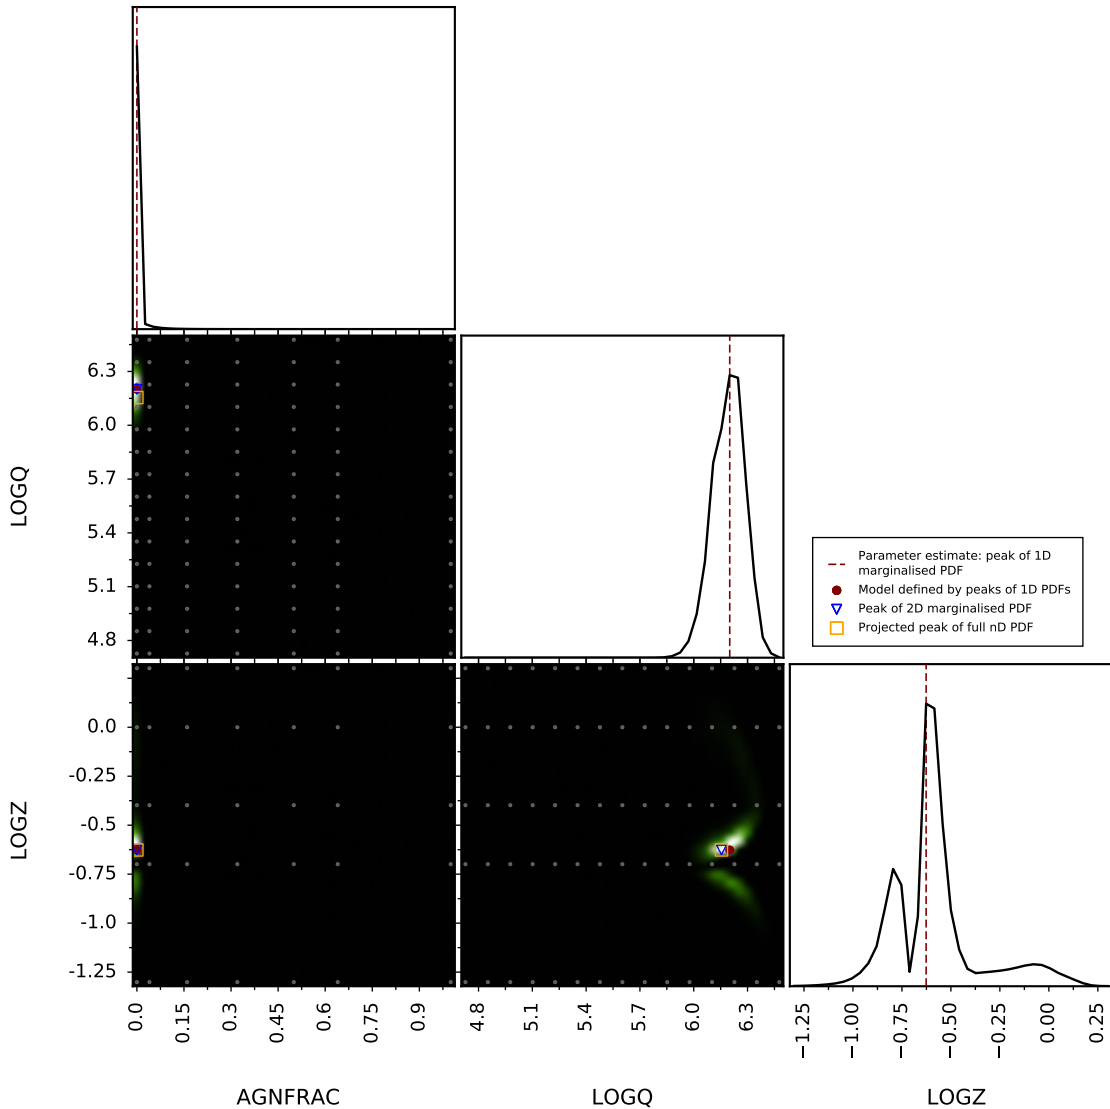 6.3
6.0
5.7
5.4
5.1
4.8
LOGQ
Parameter estimate: peak of 1D
marginalised PDF
Model defined by peaks of 1D PDFs
Peak of 2D marginalised PDF
Projected peak of full nD PDF
0.0
-0.25
-0.5
-0.75
-1.0
-1.25
LOGZ
0.0 0.15 0.3 0.45 0.6 0.75 0.9
4.8 5.1 5.4 5.7 6.0 6.3
−1.25 −1.00 −0.75 −0.50 −0.25 0.00 0.25
AGNFRAC
LOGQ
LOGZ